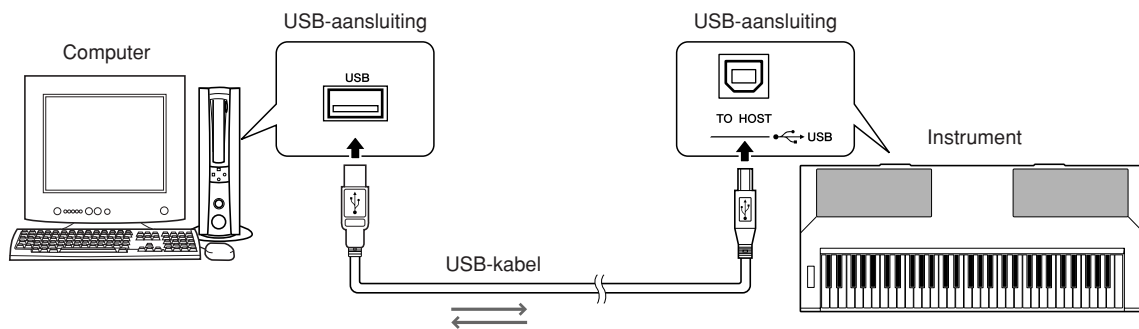 USB-aansluiting
USB-aansluiting
Computer
USB
TO HOST
USB
Instrument
USB-kabel